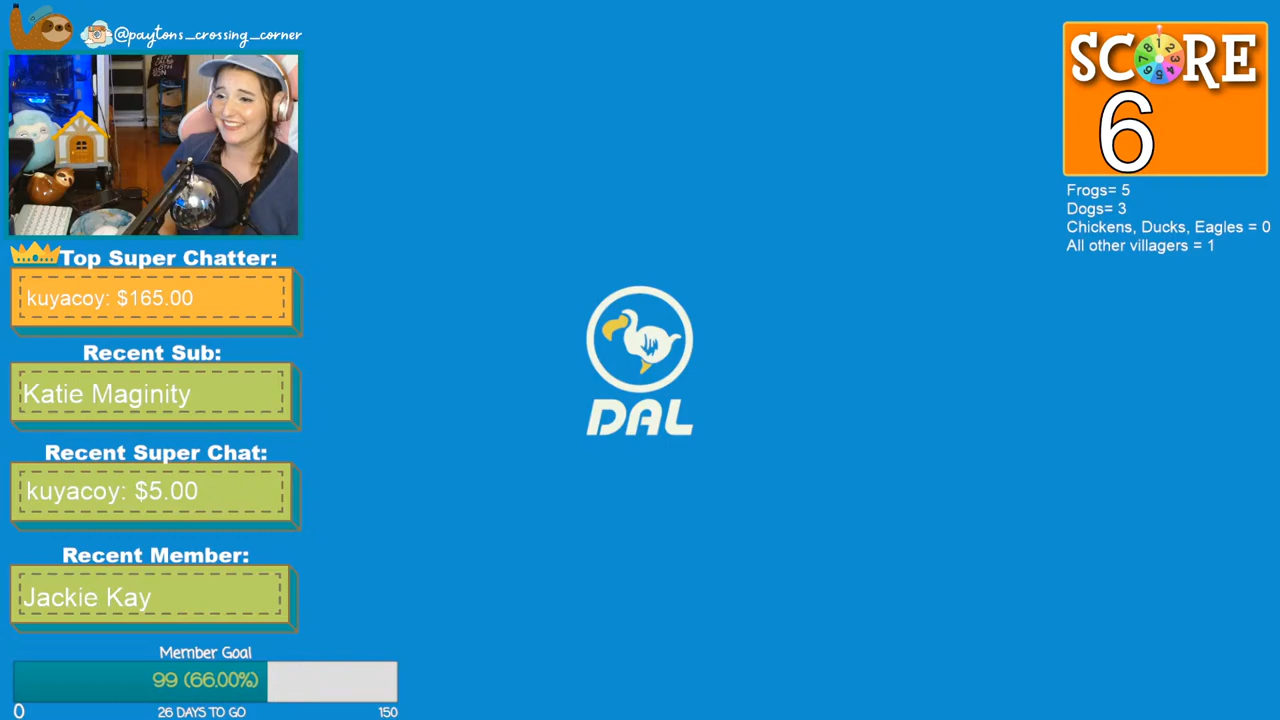 @paytons_crossing_corner
Top Super Chatter:
kuyacoy: $165.00
Recent Sub:
Katie Maginity
Recent Super Chat:
kuyacoy: $5.00
Recent Member:
Jackie Kay
Member Goal
99 (66.00%)
0
26 DAYS TO GO
150
DAL
SCORE
6
Frogs= 5
Dogs= 3
Chickens, Ducks, Eagles = 0
All other villagers = 1